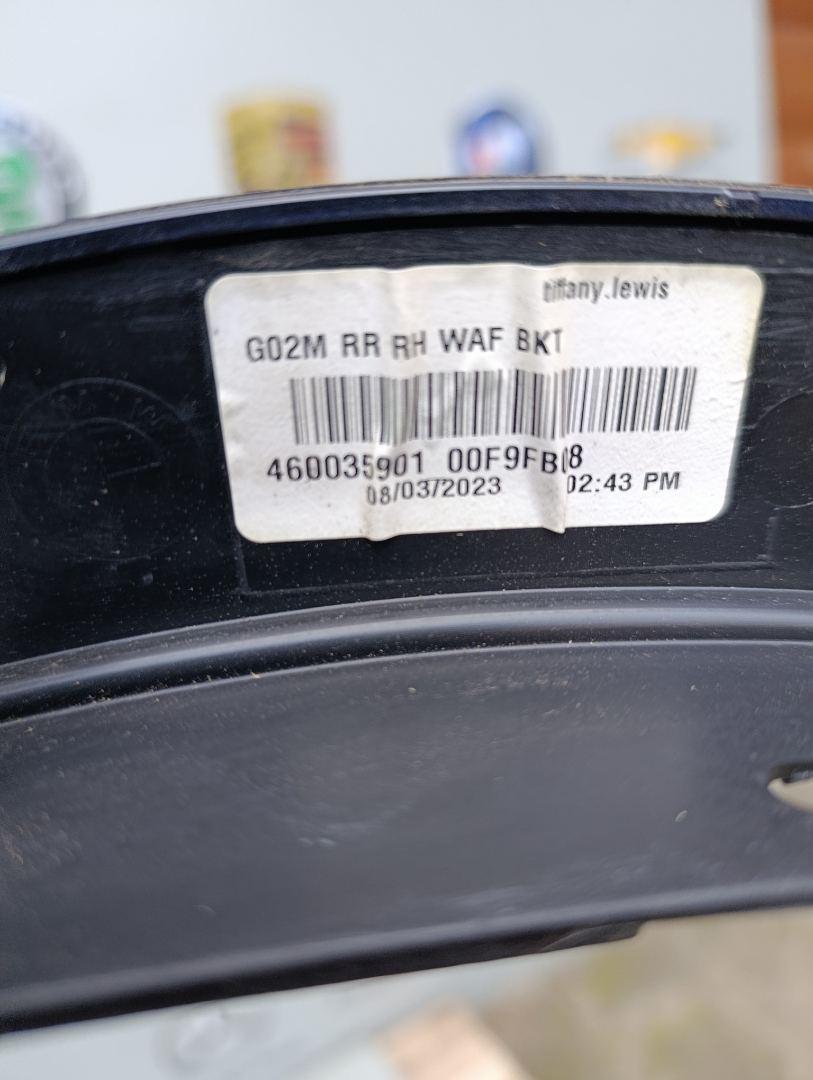 tiffany.lewis
G02M RR RH WAF BKT
460035901 00F9FB08
08/03/2023 02:43 PM